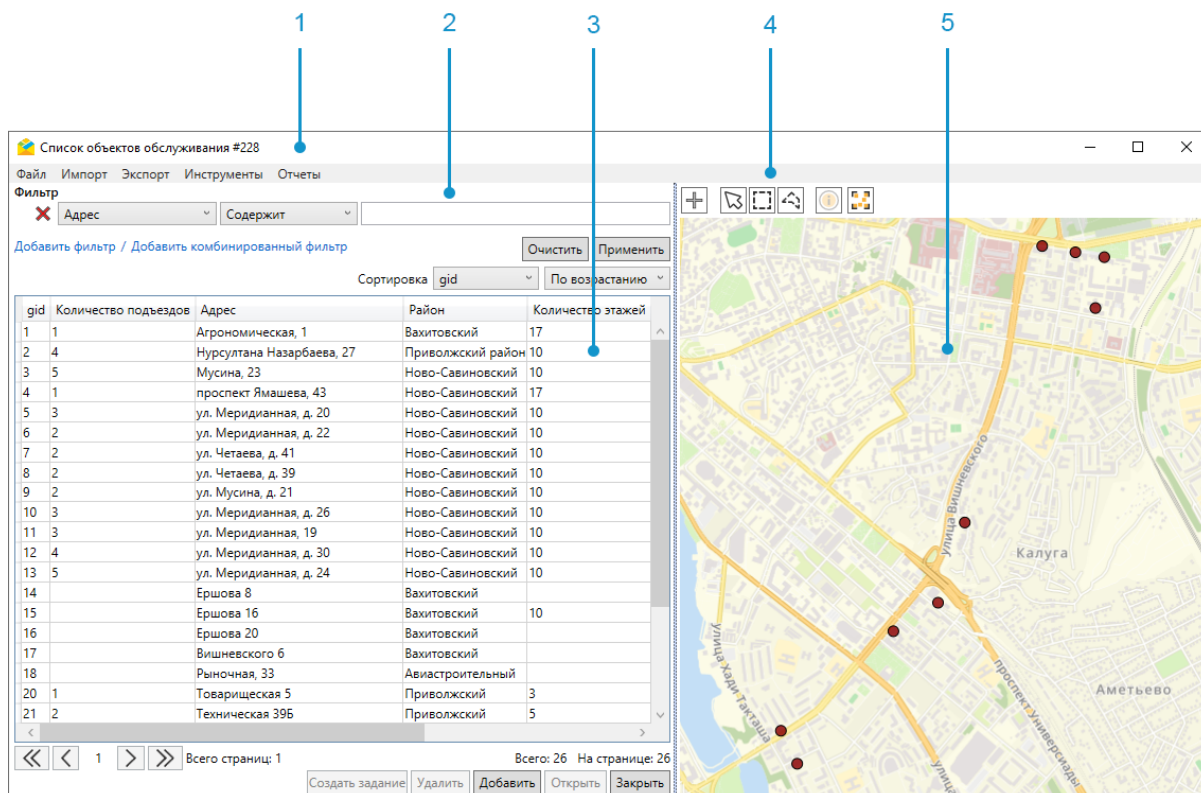 1 2 3 4 5
Список объектов обслуживания #228
Файл Импорт Экспорт Инструменты Отчеты
Фильтр
Адрес Содержит
Добавить фильтр / Добавить комбинированный фильтр
Очистить Применить
Сортировка gid По возрастанию
gid Количество подъездов Адрес Район Количество этажей
1 1 Агрономическая, 1 Вахитовский 17
2 4 Нурсултана Назарбаева, 27 Приволжский район 10
3 5 Мусина, 23 Ново-Савиновский 10
4 1 проспект Ямашева, 43 Ново-Савиновский 17
5 3 ул. Меридианная, д. 20 Ново-Савиновский 10
6 2 ул. Меридианная, д. 22 Ново-Савиновский 10
7 2 ул. Четаева, д. 41 Ново-Савиновский 10
8 2 ул. Четаева, д. 39 Ново-Савиновский 10
9 2 ул. Мусина, д. 21 Ново-Савиновский 10
10 3 ул. Меридианная, д. 26 Ново-Савиновский 10
11 3 ул. Меридианная, 19 Ново-Савиновский 10
12 4 ул. Меридианная, д. 30 Ново-Савиновский 10
13 5 ул. Меридианная, д. 24 Ново-Савиновский 10
14 Ершова 8 Вахитовский
15 Ершова 16 Вахитовский 10
16 Ершова 20 Вахитовский
17 Вишневского 6 Вахитовский
18 Рыночная, 33 Авиастроительный
20 1 Товарищеская 5 Приволжский 3
21 2 Техническая 39Б Приволжский 5
1 Всего страниц: 1
Всего: 26 На странице: 26
Создать задание Удалить Добавить Открыть Закрыть
улица Вишневского
Калуга
улица Хади Такташа
проспект Универсиады
Аметьево
улица